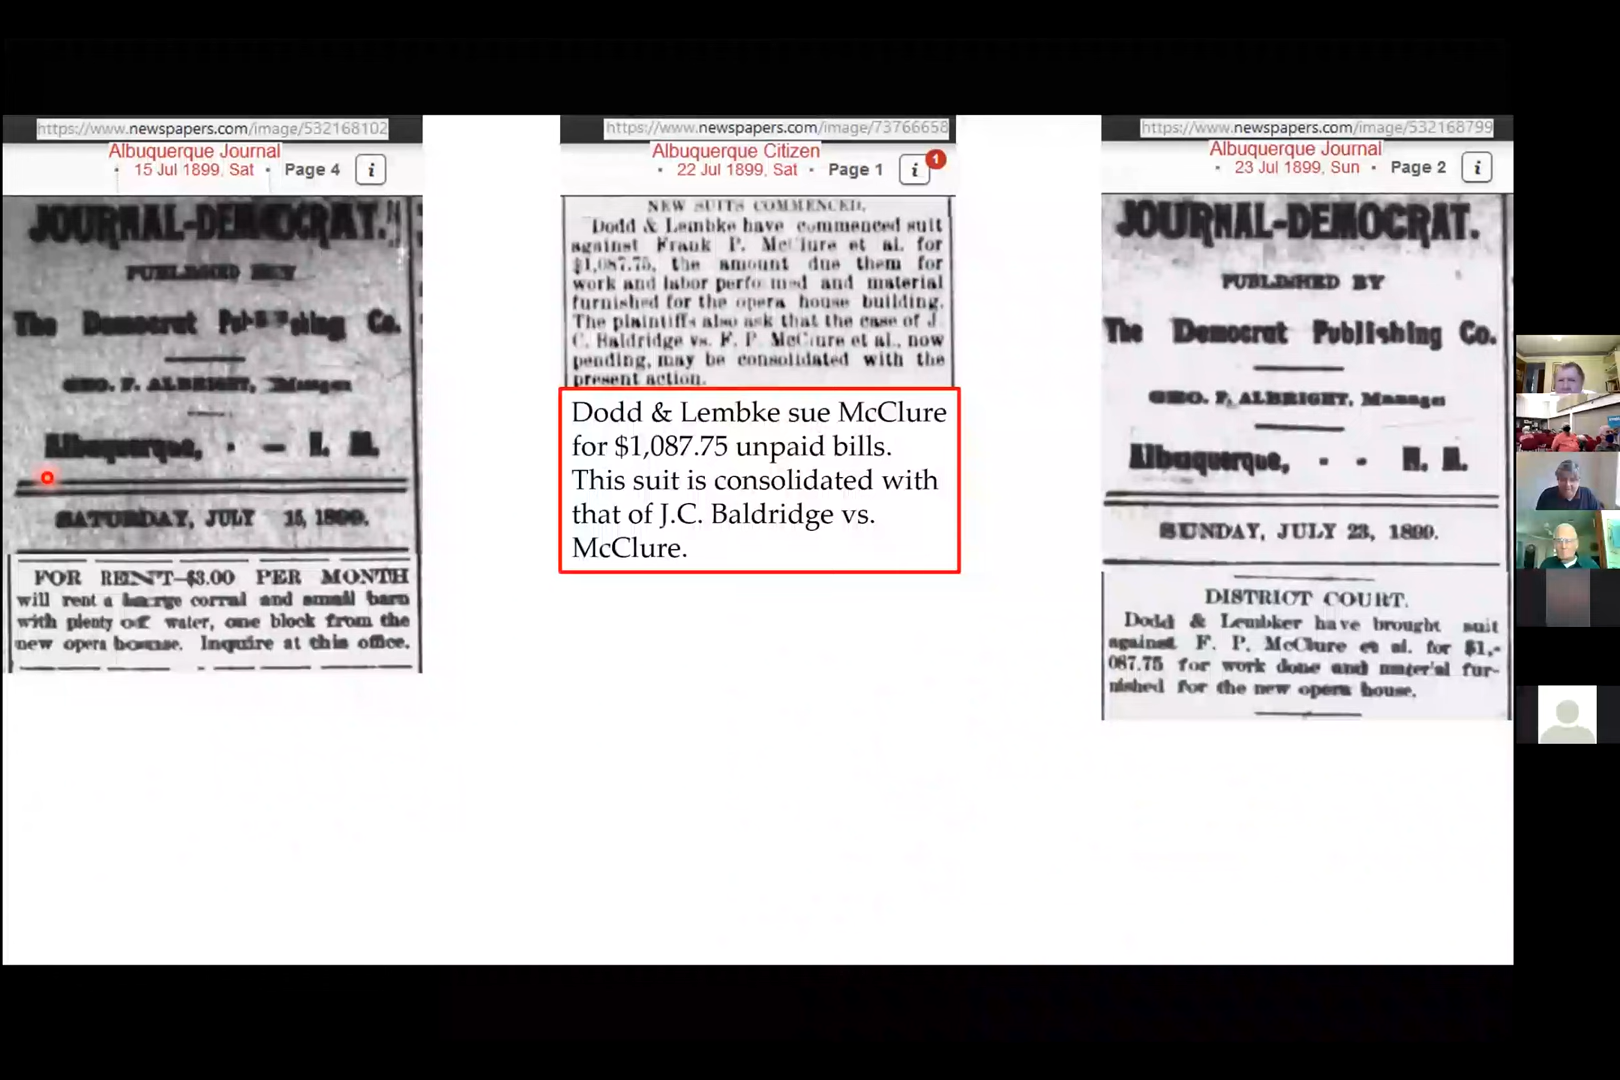 https://www.newspapers.com/image/532168102
Albuquerque Journal
· 15 Jul 1899, Sat · Page 4 i
JOURNAL-DEMOCRAT.
PUBLISHED BY
The Democrat Publishing Co.
GEO. F. ALBRIGHT, Manager
Albuquerque, - - N. M.
SATURDAY, JULY 15, 1899.
FOR RENT—$3.00 PER MONTH
will rent a large corral and small barn
with plenty of water, one block from the
new opera house. Inquire at this office.
https://www.newspapers.com/image/73766658
Albuquerque Citizen
· 22 Jul 1899, Sat · Page 1 i 1
NEW SUITS COMMENCED.
Dodd & Lembke have commenced suit
against Frank P. McClure et al. for
$1,087.75, the amount due them for
work and labor performed and material
furnished for the opera house building.
The plaintiffs also ask that the case of J.
C. Baldridge vs. F. P. McClure et al., now
pending, may be consolidated with the
present action.
Dodd & Lembke sue McClure
for $1,087.75 unpaid bills.
This suit is consolidated with
that of J.C. Baldridge vs.
McClure.
https://www.newspapers.com/image/532168799
Albuquerque Journal
· 23 Jul 1899, Sun · Page 2 i
JOURNAL-DEMOCRAT.
PUBLISHED BY
The Democrat Publishing Co.
GEO. F. ALBRIGHT, Manager
Albuquerque, - - N. M.
SUNDAY, JULY 23, 1899.
DISTRICT COURT.
Dodd & Lembker have brought suit
against F. P. McClure et al. for $1,-
087.75 for work done and material fur-
nished for the new opera house.